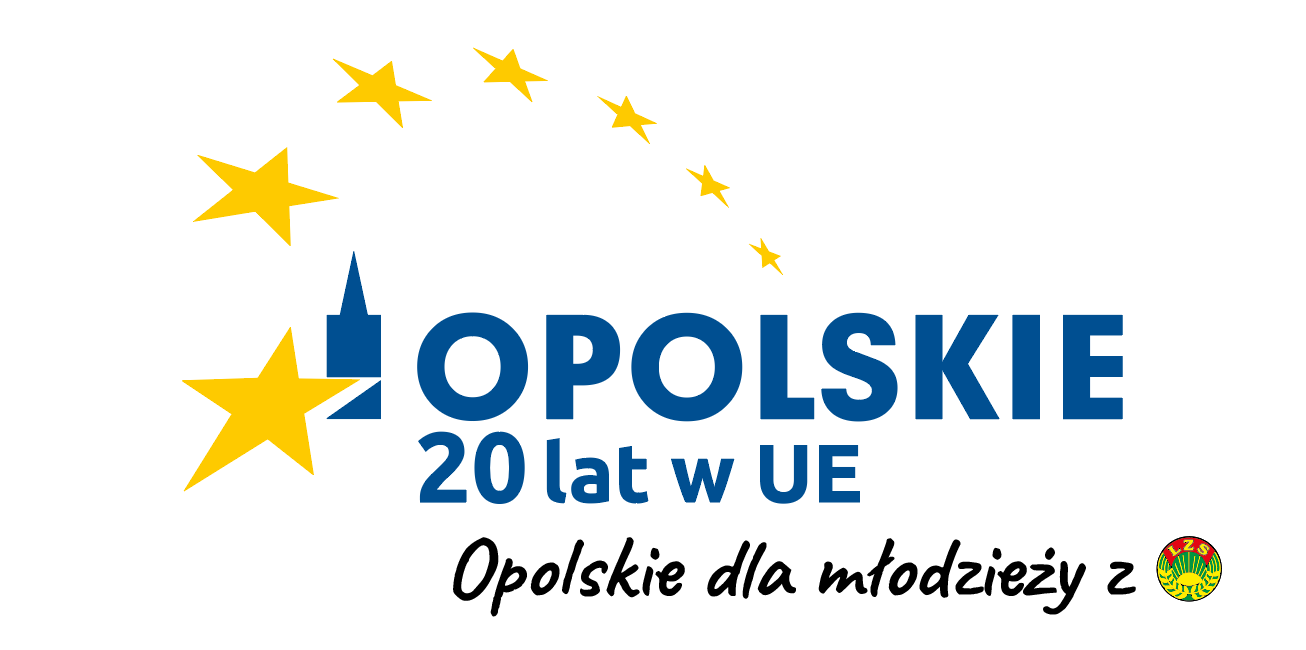 OPOLSKIE
20 lat w UE
Opolskie dla młodzieży z LZS